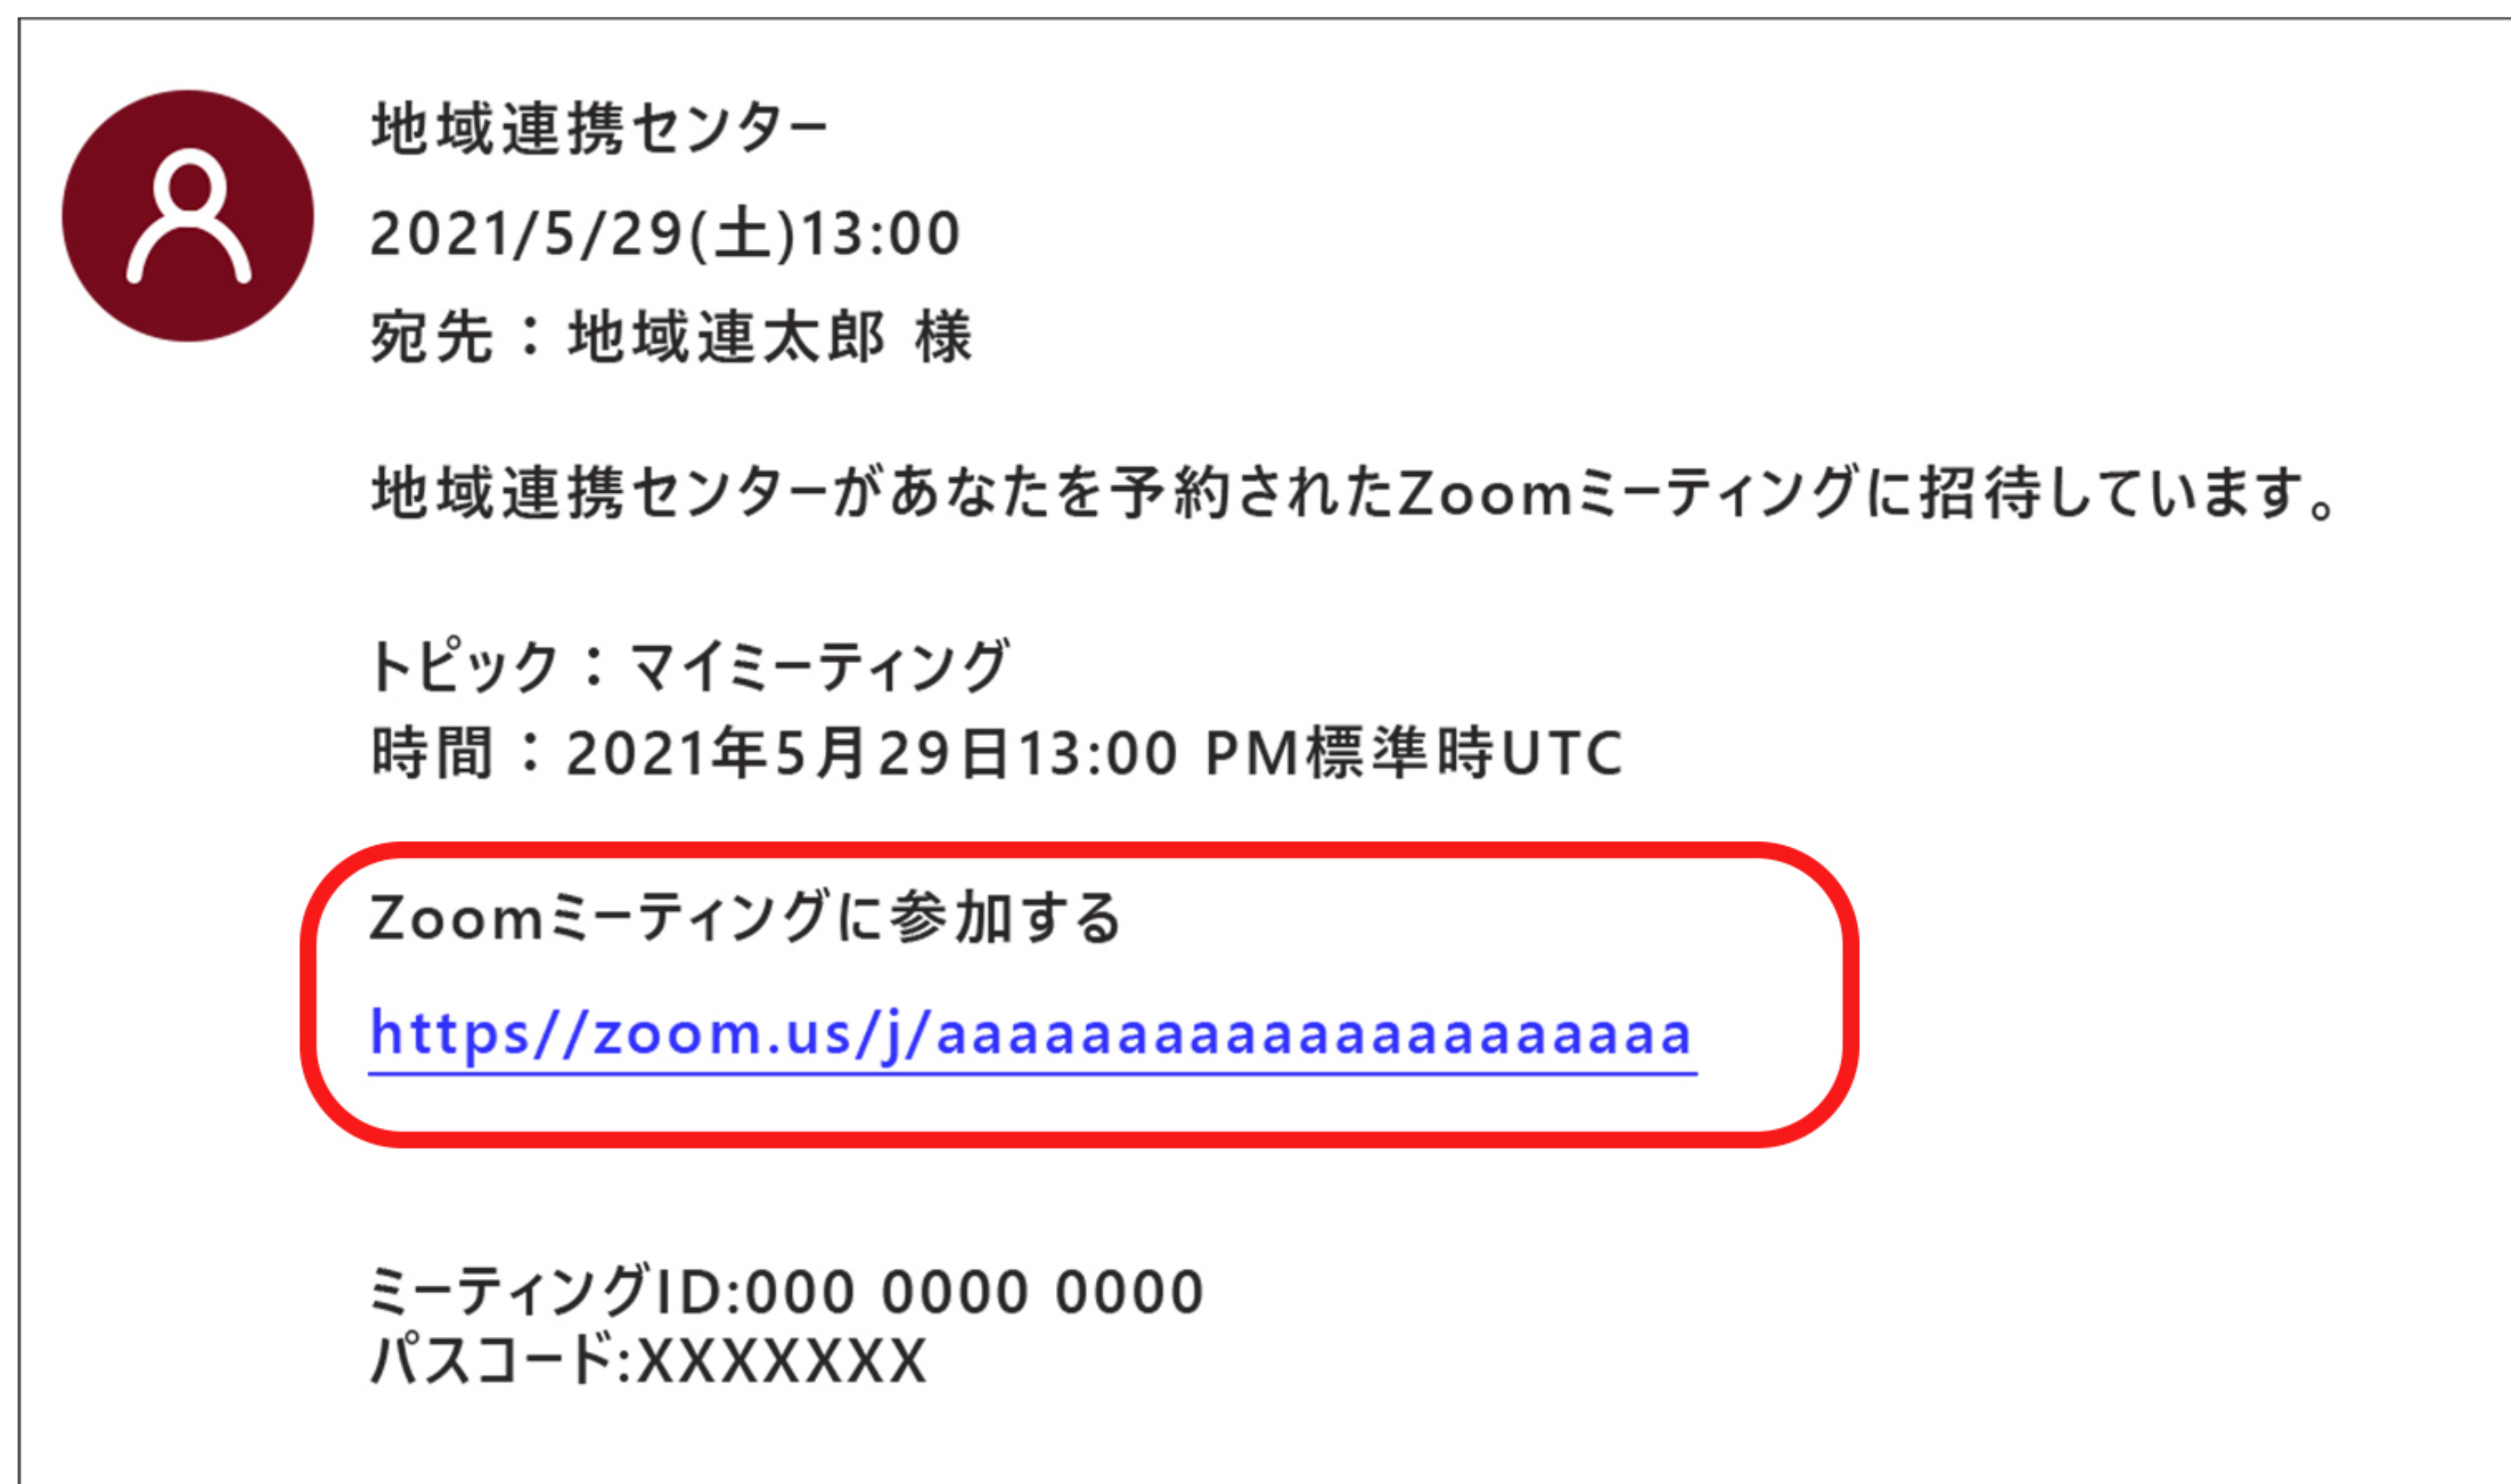 地域連携センター
2021/5/29(土)13:00
宛先：地域連太郎 様
地域連携センターがあなたを予約されたZoomミーティングに招待しています。
トピック：マイミーティング
時間：2021年5月29日13:00 PM標準時UTC
Zoomミーティングに参加する
https//zoom.us/j/aaaaaaaaaaaaaaaaaaaaa
ミーティングID:000 0000 0000
パスコード:XXXXXXX